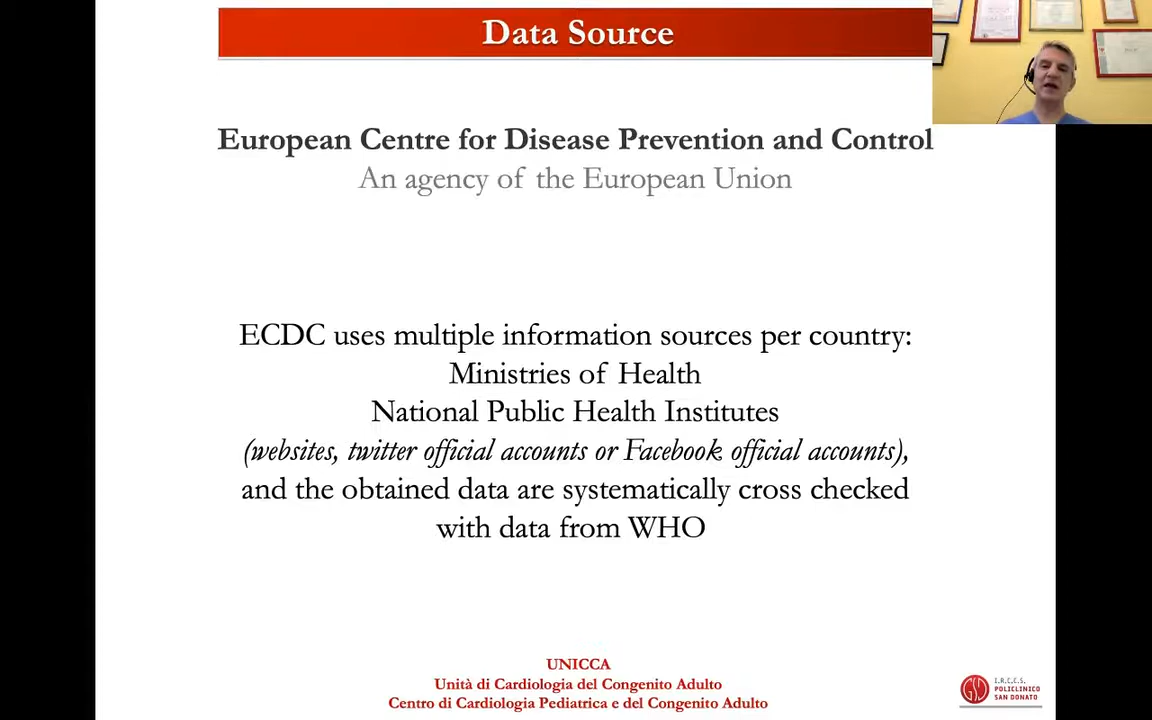 Data Source
European Centre for Disease Prevention and Control
An agency of the European Union
ECDC uses multiple information sources per country:
Ministries of Health
National Public Health Institutes
(websites, twitter official accounts or Facebook official accounts),
and the obtained data are systematically cross checked
with data from WHO
UNICCA
Unità di Cardiologia del Congenito Adulto
Centro di Cardiologia Pediatrica e del Congenito Adulto
GSD
I.R.C.C.S.
POLICLINICO
SAN DONATO